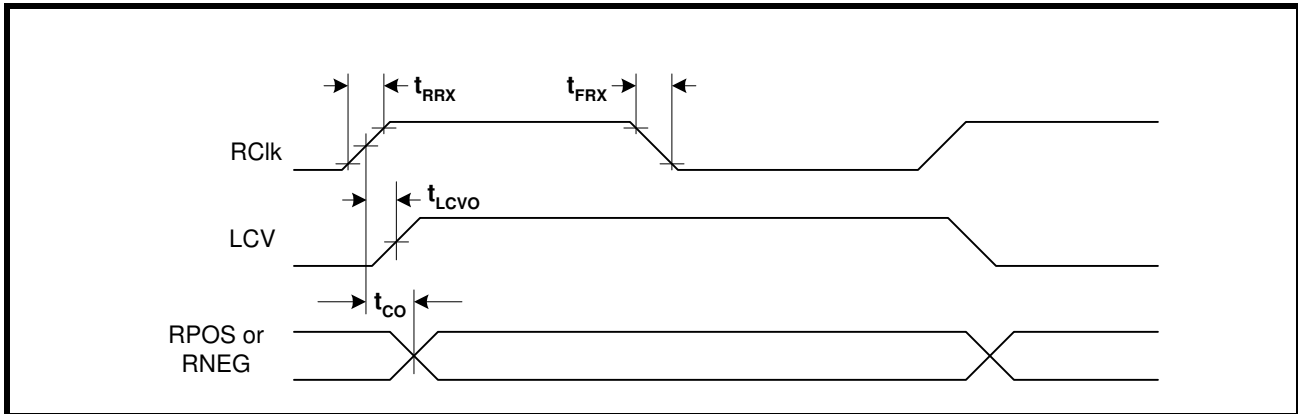 tRRX
tFRX
RClk
tLCVO
LCV
tCO
RPOS or
RNEG